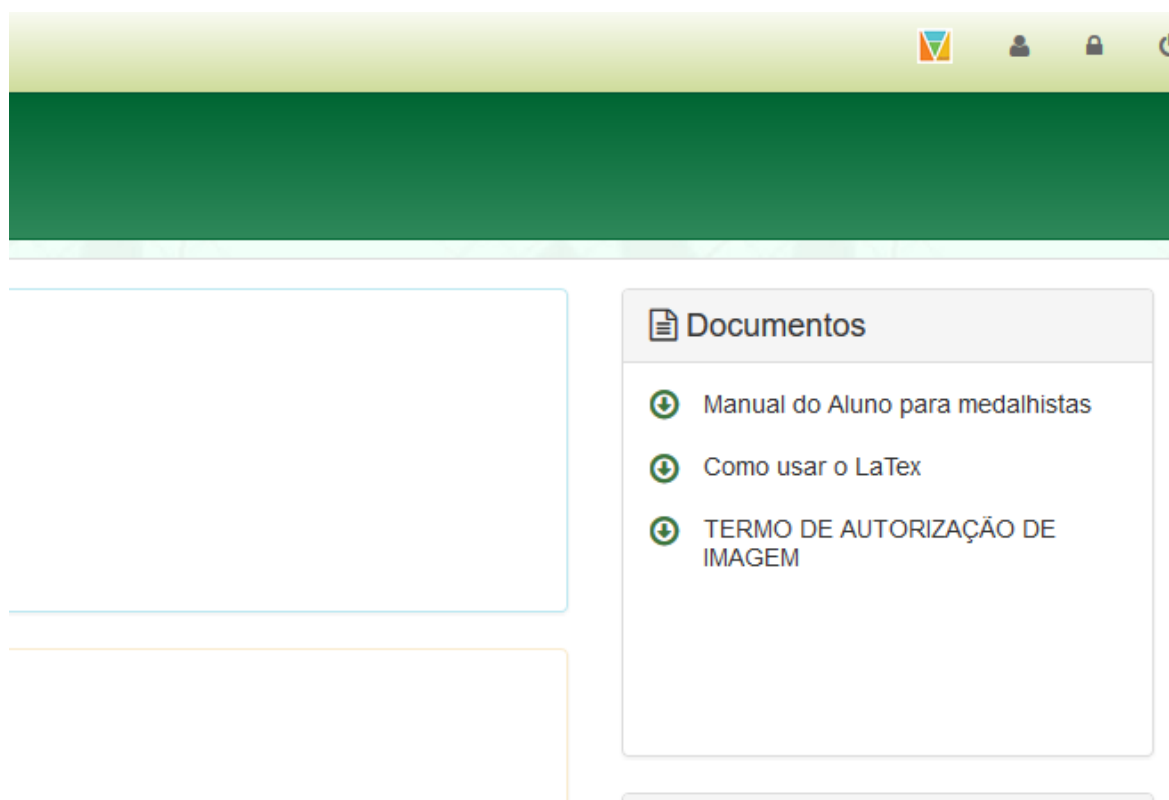 Documentos
Manual do Aluno para medalhistas
Como usar o LaTex
TERMO DE AUTORIZAÇÃO DE
IMAGEM